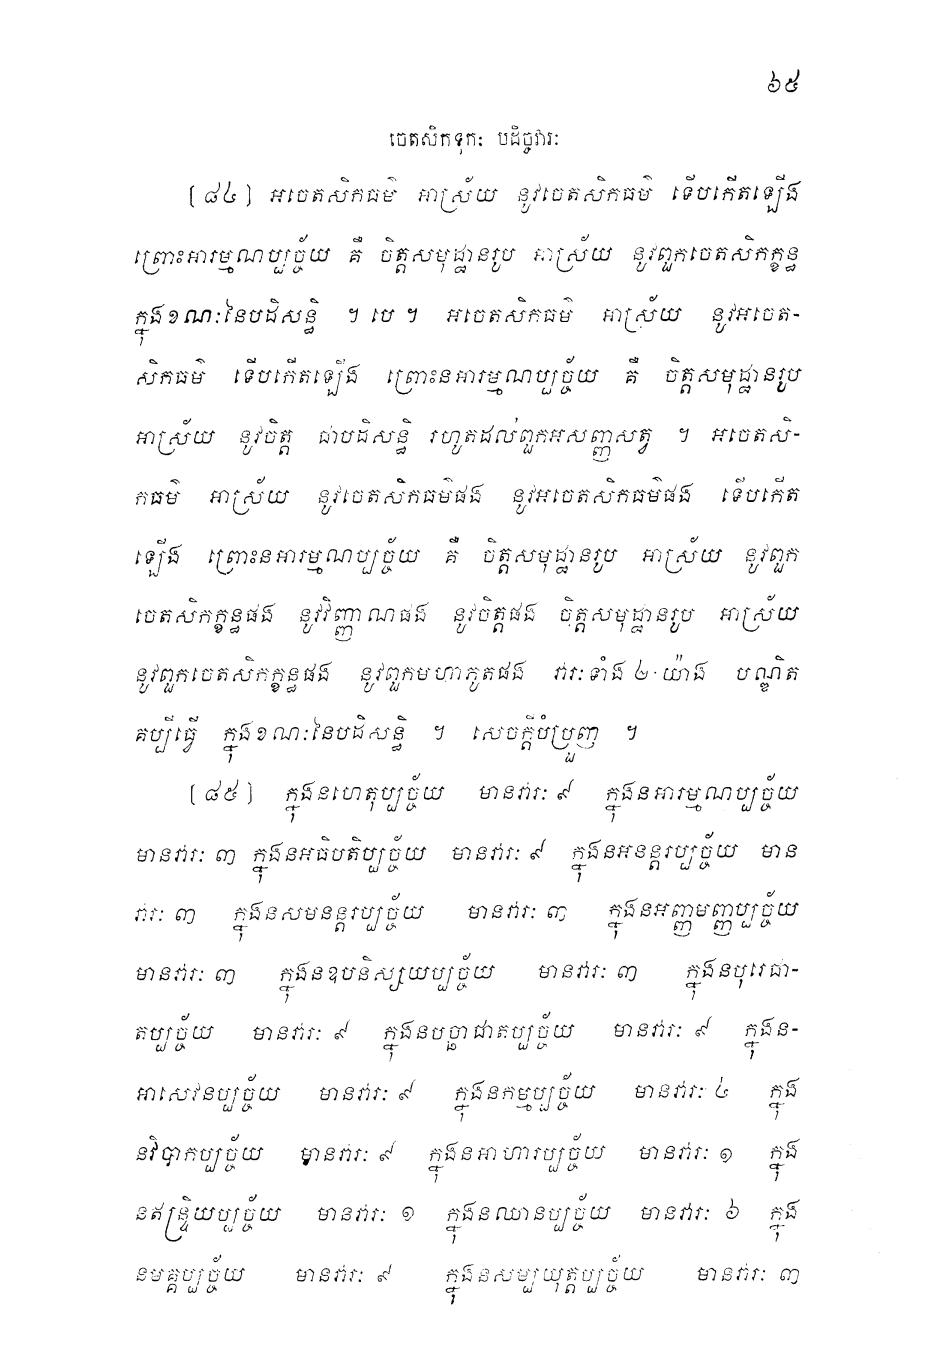 ៦៥
ចេតសិកទុកៈ បដិច្ចវារៈ
[៨៤] អចេតសិកធម៌ អាស្រ័យ នូវចេតសិកធម៌ ទើបកើតឡើង
ព្រោះអារម្មណប្បច្ច័យ គឺ ចិត្តសមុដ្ឋានរូប អាស្រ័យ នូវពួកចេតសិកក្ខន្ធ
ក្នុងខណៈនៃបដិសន្ធិ ។ បេ ។ អចេតសិកធម៌ អាស្រ័យ នូវអចេត-
សិកធម៌ ទើបកើតឡើង ព្រោះនអារម្មណប្បច្ច័យ គឺ ចិត្តសមុដ្ឋានរូប
អាស្រ័យ នូវចិត្ត ជាបដិសន្ធិ រហូតដល់ពួកអសញ្ញសត្វ ។ អចេតសិ-
កធម៌ អាស្រ័យ នូវចេតសិកធម៌ផង នូវអចេតសិកធម៌ផង ទើបកើត
ឡើង ព្រោះនអារម្មណប្បច្ច័យ គឺ ចិត្តសមុដ្ឋានរូប អាស្រ័យ នូវពួក
ចេតសិកក្ខន្ធផង នូវវិញ្ញាណផង នូវចិត្តផង ចិត្តសមុដ្ឋានរូប អាស្រ័យ
នូវពួកចេតសិកក្ខន្ធផង នូវពួកមហាភូតផង វារៈទាំង ២ យ៉ាង បណ្ឌិត
គប្បីធ្វើ ក្នុងខណៈនៃបដិសន្ធិ ។ សេចក្តីបំប្រួញ ។
[៨៥] ក្នុងនហេតុប្បច្ច័យ មានវារៈ ៩ ក្នុងនអារម្មណប្បច្ច័យ
មានវារៈ ៣ ក្នុងនអធិបតិប្បច្ច័យ មានវារៈ ៩ ក្នុងនអនន្តរប្បច្ច័យ មាន
វារៈ ៣ ក្នុងនសមនន្តរប្បច្ច័យ មានវារៈ ៣ ក្នុងនអញ្ញមញ្ញប្បច្ច័យ
មានវារៈ ៣ ក្នុងនឧបនិស្សយប្បច្ច័យ មានវារៈ ៣ ក្នុងនបុរេជា-
តប្បច្ច័យ មានវារៈ ៩ ក្នុងនបច្ឆាជាតប្បច្ច័យ មានវារៈ ៩ ក្នុងន-
អាសេវនប្បច្ច័យ មានវារៈ ៩ ក្នុងនកម្មប្បច្ច័យ មានវារៈ ៤ ក្នុង
នវិបាកប្បច្ច័យ មានវារៈ ៩ ក្នុងនអាហារប្បច្ច័យ មានវារៈ ១ ក្នុង
នឥន្ទ្រិយប្បច្ច័យ មានវារៈ ១ ក្នុងនឈានប្បច្ច័យ មានវារៈ ៦ ក្នុង
នមគ្គប្បច្ច័យ មានវារៈ ៩ ក្នុងនសម្បយុត្តប្បច្ច័យ មានវារៈ ៣